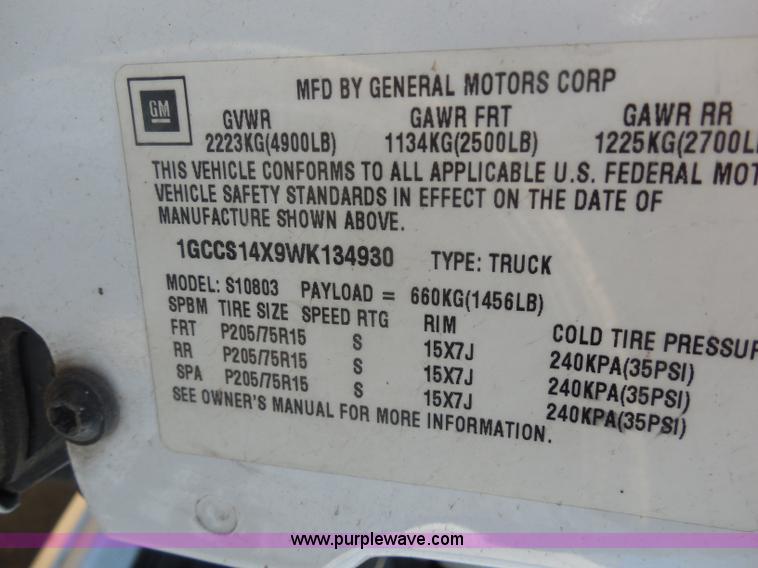 GM
MFD BY GENERAL MOTORS CORP
GVWR GAWR FRT GAWR RR
2223KG(4900LB) 1134KG(2500LB) 1225KG(2700L
THIS VEHICLE CONFORMS TO ALL APPLICABLE U.S. FEDERAL MOT
VEHICLE SAFETY STANDARDS IN EFFECT ON THE DATE OF
MANUFACTURE SHOWN ABOVE.
1GCCS14X9WK134930 TYPE: TRUCK
MODEL: S10803 PAYLOAD = 660KG(1456LB)
SPBM TIRE SIZE SPEED RTG RIM COLD TIRE PRESSUR
FRT P205/75R15 S 15X7J 240KPA(35PSI)
RR P205/75R15 S 15X7J 240KPA(35PSI)
SPA P205/75R15 S 15X7J 240KPA(35PSI)
SEE OWNER'S MANUAL FOR MORE INFORMATION.
www.purplewave.com